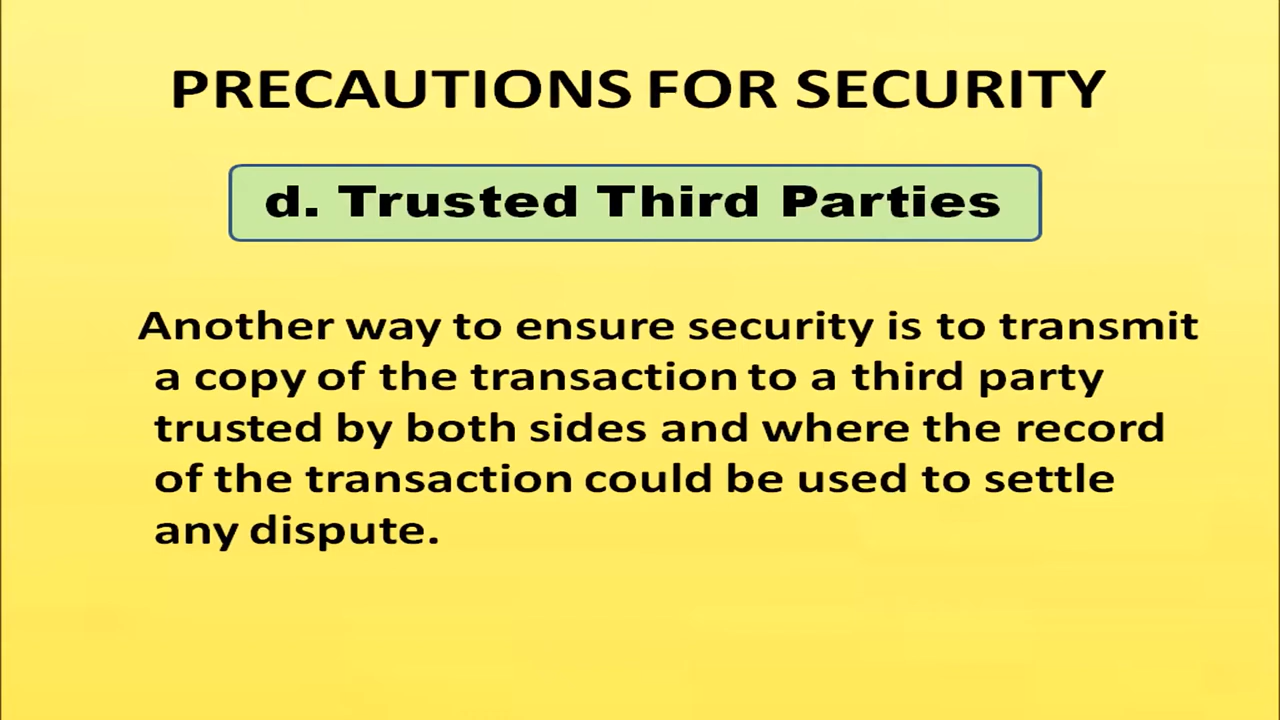 PRECAUTIONS FOR SECURITY
d. Trusted Third Parties
Another way to ensure security is to transmit
a copy of the transaction to a third party
trusted by both sides and where the record
of the transaction could be used to settle
any dispute.